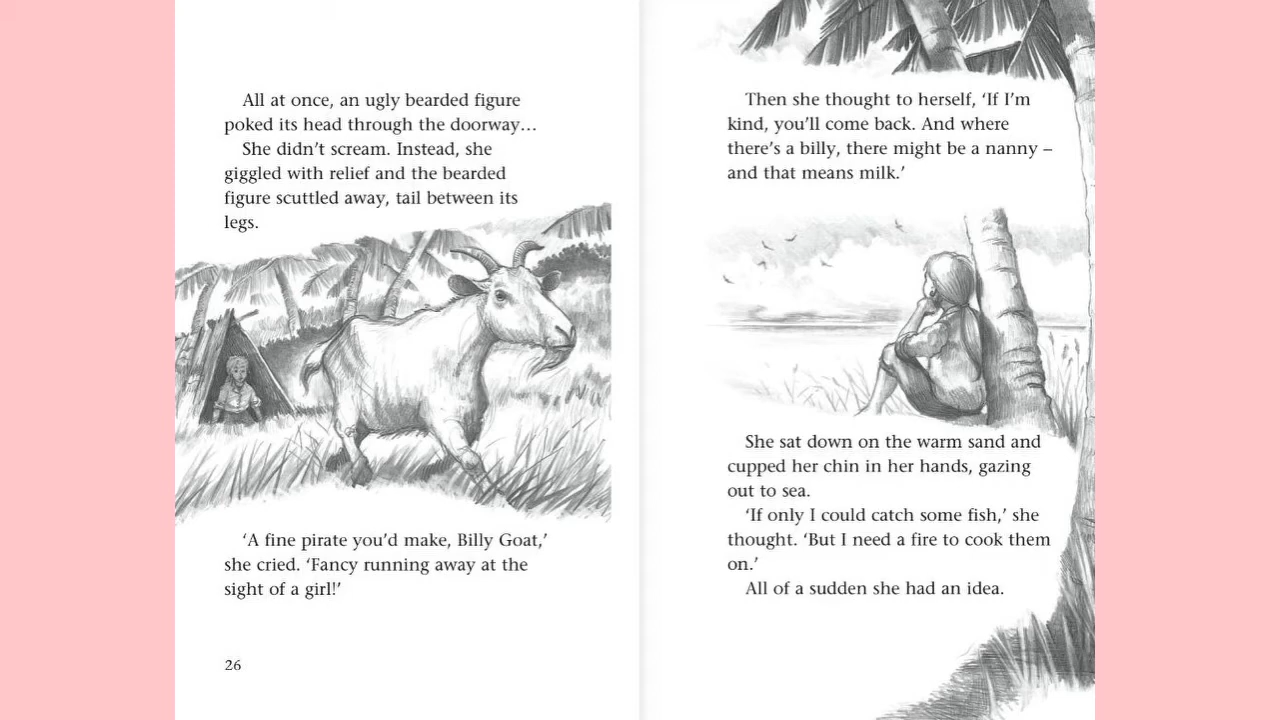 All at once, an ugly bearded figure
poked its head through the doorway…
She didn’t scream. Instead, she
giggled with relief and the bearded
figure scuttled away, tail between its
legs.
‘A fine pirate you’d make, Billy Goat,’
she cried. ‘Fancy running away at the
sight of a girl!’
26
Then she thought to herself, ‘If I’m
kind, you’ll come back. And where
there’s a billy, there might be a nanny –
and that means milk.’
She sat down on the warm sand and
cupped her chin in her hands, gazing
out to sea.
‘If only I could catch some fish,’ she
thought. ‘But I need a fire to cook them
on.’
All of a sudden she had an idea.